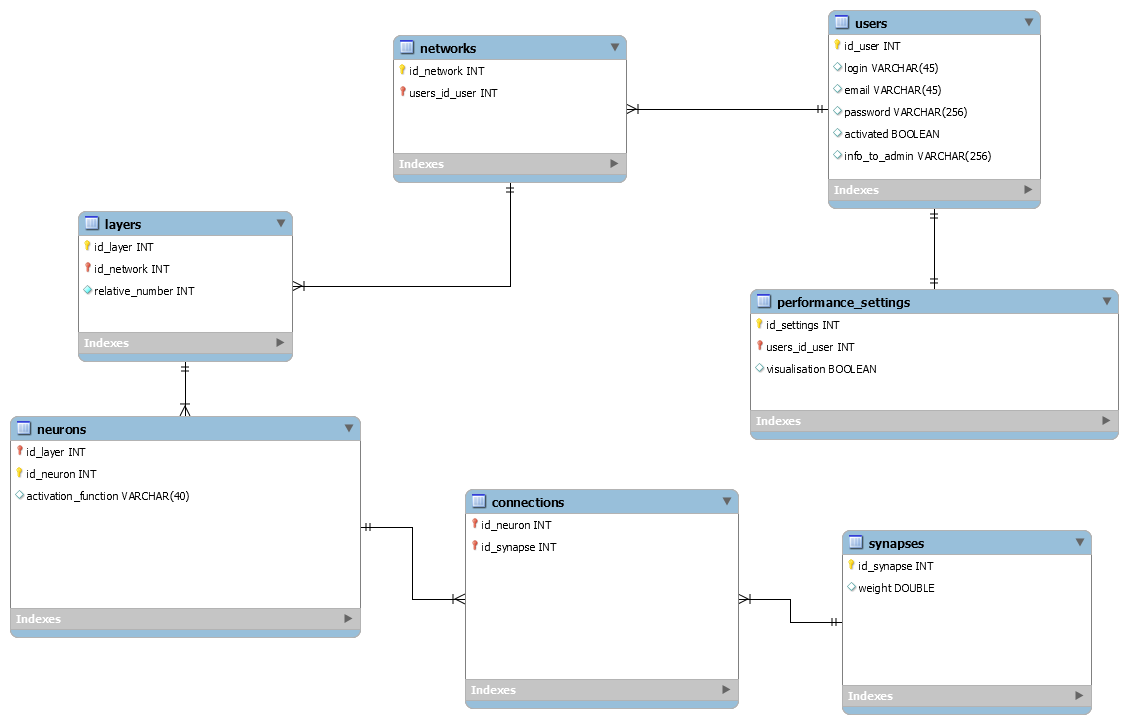 networks
id_network INT
users_id_user INT
Indexes
users
id_user INT
login VARCHAR(45)
email VARCHAR(45)
password VARCHAR(256)
activated BOOLEAN
info_to_admin VARCHAR(256)
Indexes
layers
id_layer INT
id_network INT
relative_number INT
Indexes
performance_settings
id_settings INT
users_id_user INT
visualisation BOOLEAN
Indexes
neurons
id_layer INT
id_neuron INT
activation_function VARCHAR(40)
Indexes
connections
id_neuron INT
id_synapse INT
Indexes
synapses
id_synapse INT
weight DOUBLE
Indexes